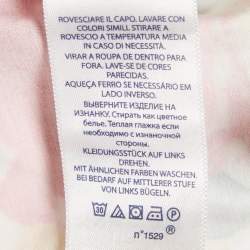 ROVESCIARE IL CAPO. LAVARE CON
COLORI SIMILI. STIRARE A
ROVESCIO A TEMPERATURA MEDIA
IN CASO DI NECESSITÀ.
VIRAR A ROUPA DE DENTRO PARA
FORA. LAVE-SE DE CORES
PARECIDAS.
AQUEÇA FERRO SE NECESSÁRIO EM
LADO INVERSO.
ВЫВЕРНИТЕ ИЗДЕЛИЕ НА
ИЗНАНКУ. Стирать как цветное
белье. Теплая глажка если
необходимо с изнаночной
стороны.
KLEIDUNGSSTÜCK AUF LINKS
DREHEN.
MIT ÄHNLICHEN FARBEN WASCHEN.
BEI BEDARF AUF MITTLERER STUFE
VON LINKS BÜGELN.
30
n°1529
®